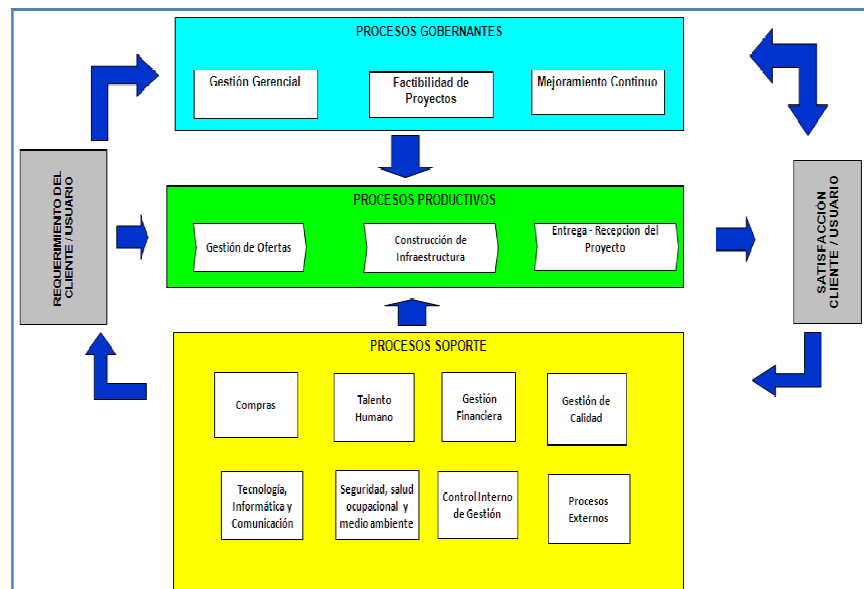 PROCESOS GOBERNANTES
Gestión Gerencial
Factibilidad de
Proyectos
Mejoramiento Continuo
REQUERIMIENTO DEL
CLIENTE / USUARIO
PROCESOS PRODUCTIVOS
Gestión de Ofertas
Construcción de
Infraestructura
Entrega - Recepcion del
Proyecto
SATISFACCIÓN
CLIENTE / USUARIO
PROCESOS SOPORTE
Compras
Talento
Humano
Gestión
Financiera
Gestión de
Calidad
Tecnología,
Informática y
Comunicación
Seguridad, salud
ocupacional y
medio ambiente
Control Interno
de Gestión
Procesos
Externos